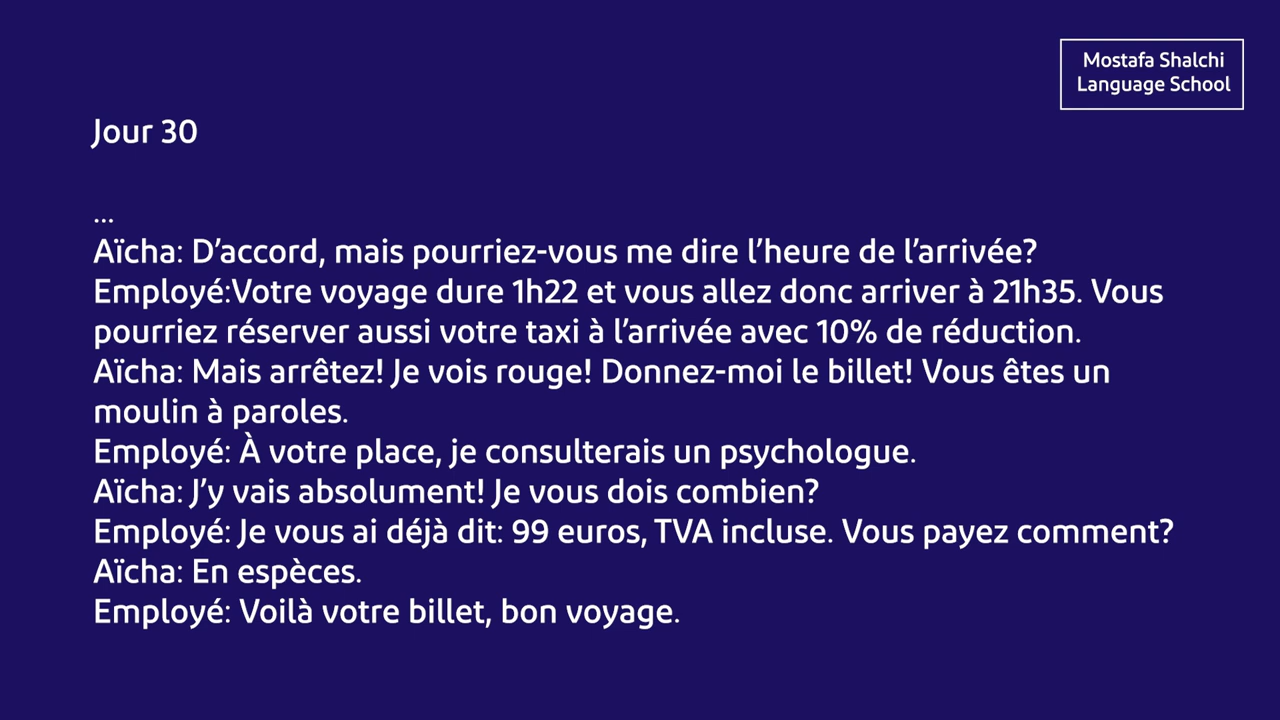 Mostafa Shalchi
Language School
Jour 30
...
Aïcha: D’accord, mais pourriez-vous me dire l’heure de l’arrivée?
Employé:Votre voyage dure 1h22 et vous allez donc arriver à 21h35. Vous
pourriez réserver aussi votre taxi à l’arrivée avec 10% de réduction.
Aïcha: Mais arrêtez! Je vois rouge! Donnez-moi le billet! Vous êtes un
moulin à paroles.
Employé: À votre place, je consulterais un psychologue.
Aïcha: J’y vais absolument! Je vous dois combien?
Employé: Je vous ai déjà dit: 99 euros, TVA incluse. Vous payez comment?
Aïcha: En espèces.
Employé: Voilà votre billet, bon voyage.